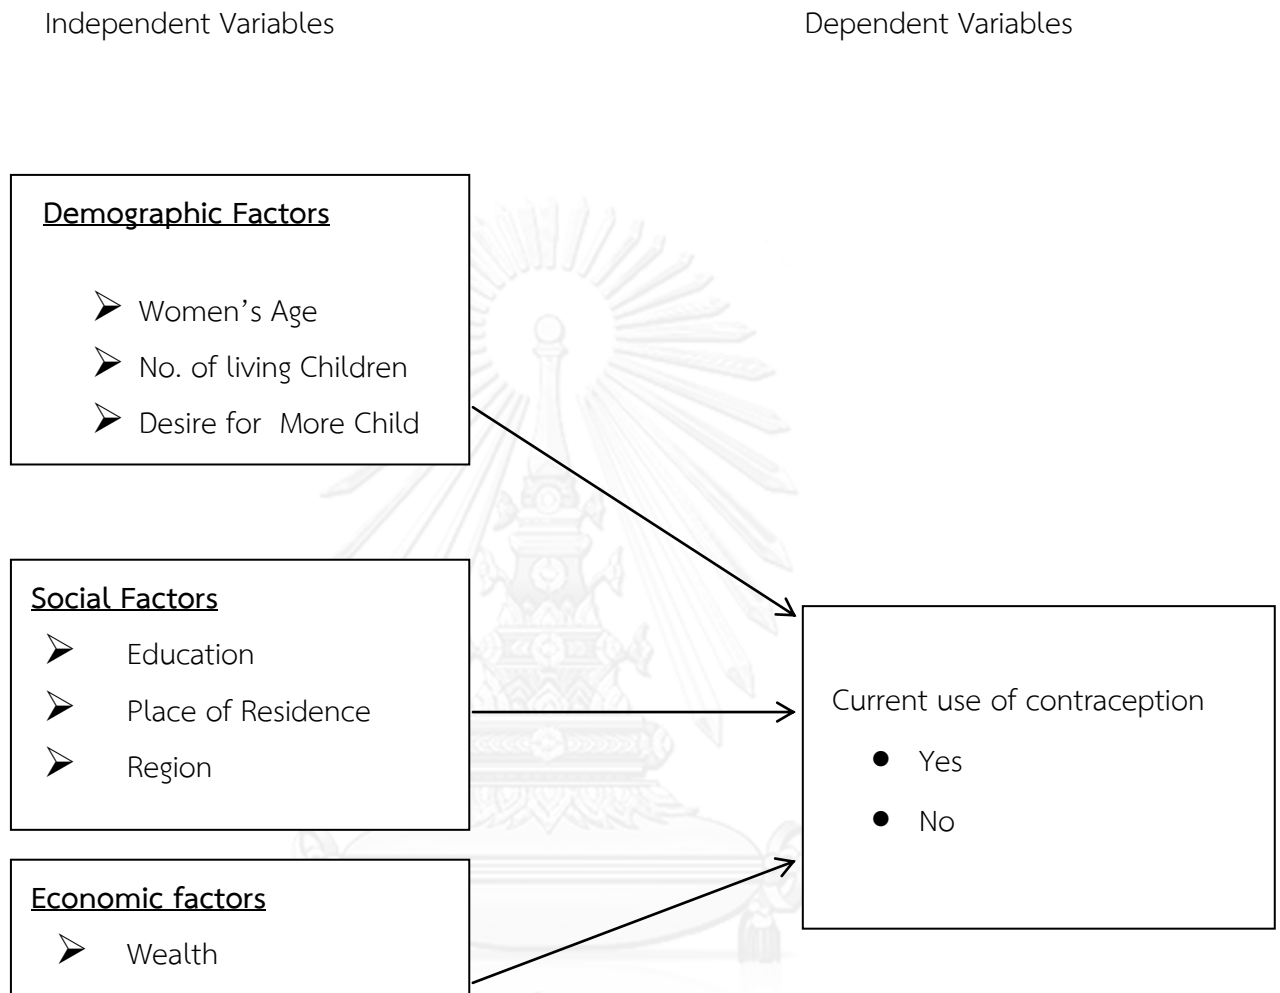 Independent Variables
Dependent Variables
Demographic Factors
➢ Women’s Age
➢ No. of living Children
➢ Desire for More Child
Social Factors
➢ Education
➢ Place of Residence
➢ Region
Economic factors
➢ Wealth
Current use of contraception
● Yes
● No